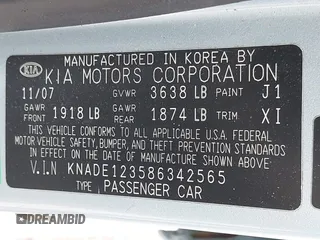 MANUFACTURED IN KOREA BY
KIA KIA MOTORS CORPORATION
11/07 GVWR 3638 LB PAINT J1
GAWR FRONT 1918 LB GAWR REAR 1874 LB TRIM XI
THIS VEHICLE CONFORMS TO ALL APPLICABLE U.S.A. FEDERAL
MOTOR VEHICLE SAFETY, BUMPER, AND THEFT PREVENTION
STANDARDS IN EFFECT ON THE DATE OF MANUFACTURE
SHOWN ABOVE.
V.I.N KNADE123586342565
TYPE PASSENGER CAR
DREAMBID